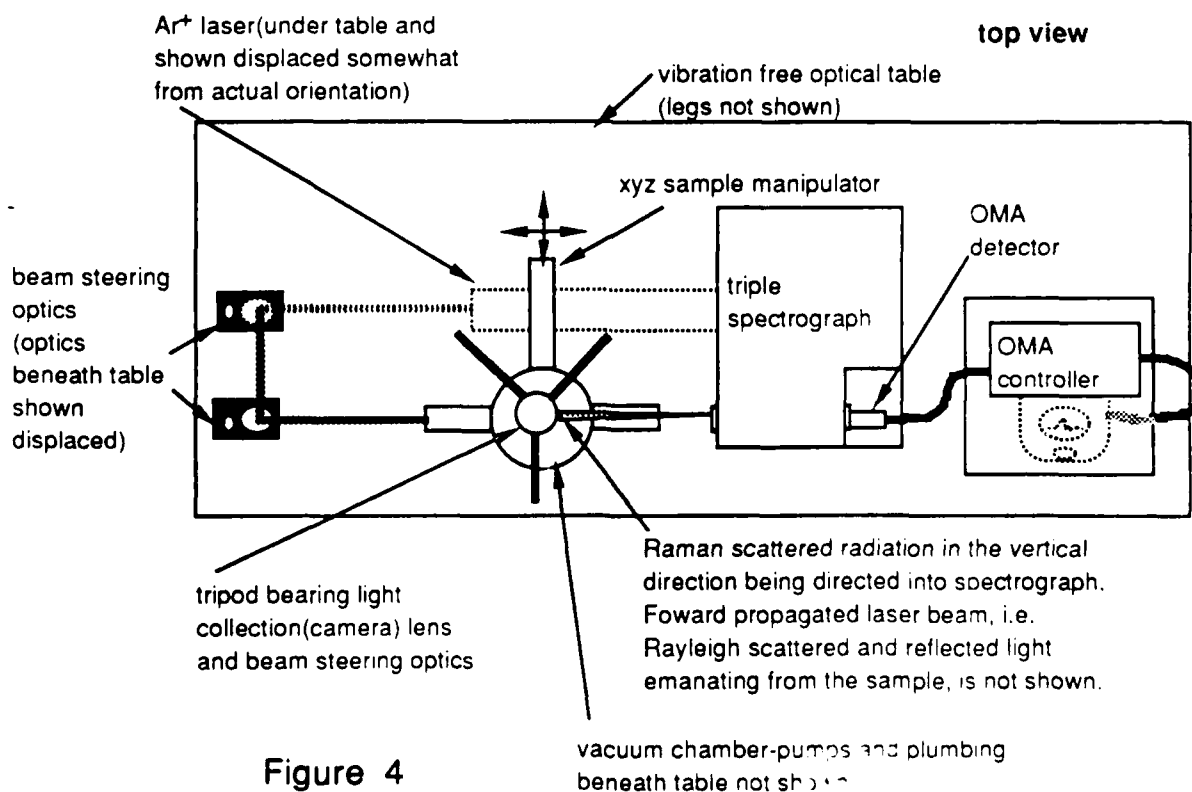 Ar+ laser(under table and
shown displaced somewhat
from actual orientation)
top view
vibration free optical table
(legs not shown)
xyz sample manipulator
OMA
detector
beam steering
optics
(optics
beneath table
shown
displaced)
triple
spectrograph
OMA
controller
tripod bearing light
collection(camera) lens
and beam steering optics
Raman scattered radiation in the vertical
direction being directed into spectrograph.
Foward propagated laser beam, i.e.
Rayleigh scattered and reflected light
emanating from the sample, is not shown.
vacuum chamber-pumps and plumbing
beneath table not
Figure 4